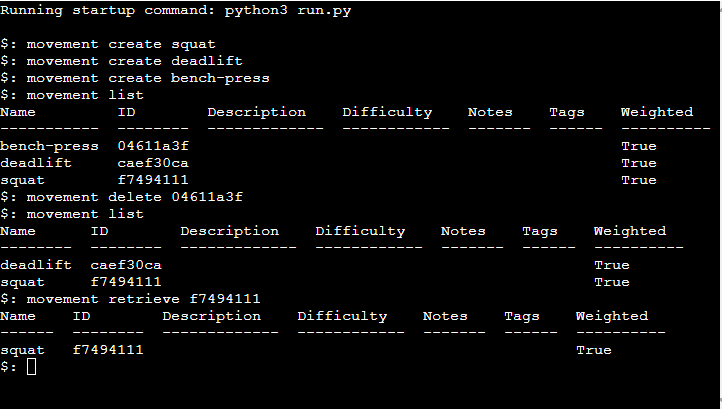 Running startup command: python3 run.py
$: movement create squat
$: movement create deadlift
$: movement create bench-press
$: movement list
Name         ID        Description    Difficulty    Notes    Tags    Weighted
-----------  --------  -------------  ------------  -------  ------  ----------
bench-press  04611a3f                                                True
deadlift     caef30ca                                                True
squat        f7494111                                                True
$: movement delete 04611a3f
$: movement list
Name      ID        Description    Difficulty    Notes    Tags    Weighted
--------  --------  -------------  ------------  -------  ------  ----------
deadlift  caef30ca                                                True
squat     f7494111                                                True
$: movement retrieve f7494111
Name    ID        Description    Difficulty    Notes    Tags    Weighted
------  --------  -------------  ------------  -------  ------  ----------
squat   f7494111                                                True
$: